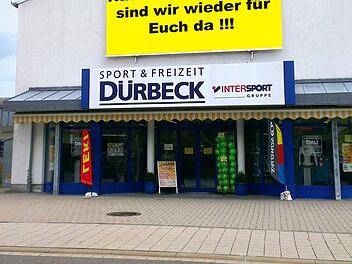 sind wir wieder für
Euch da !!!
SPORT & FREIZEIT
DÜRBECK
INTERSPORT
GRUPPE